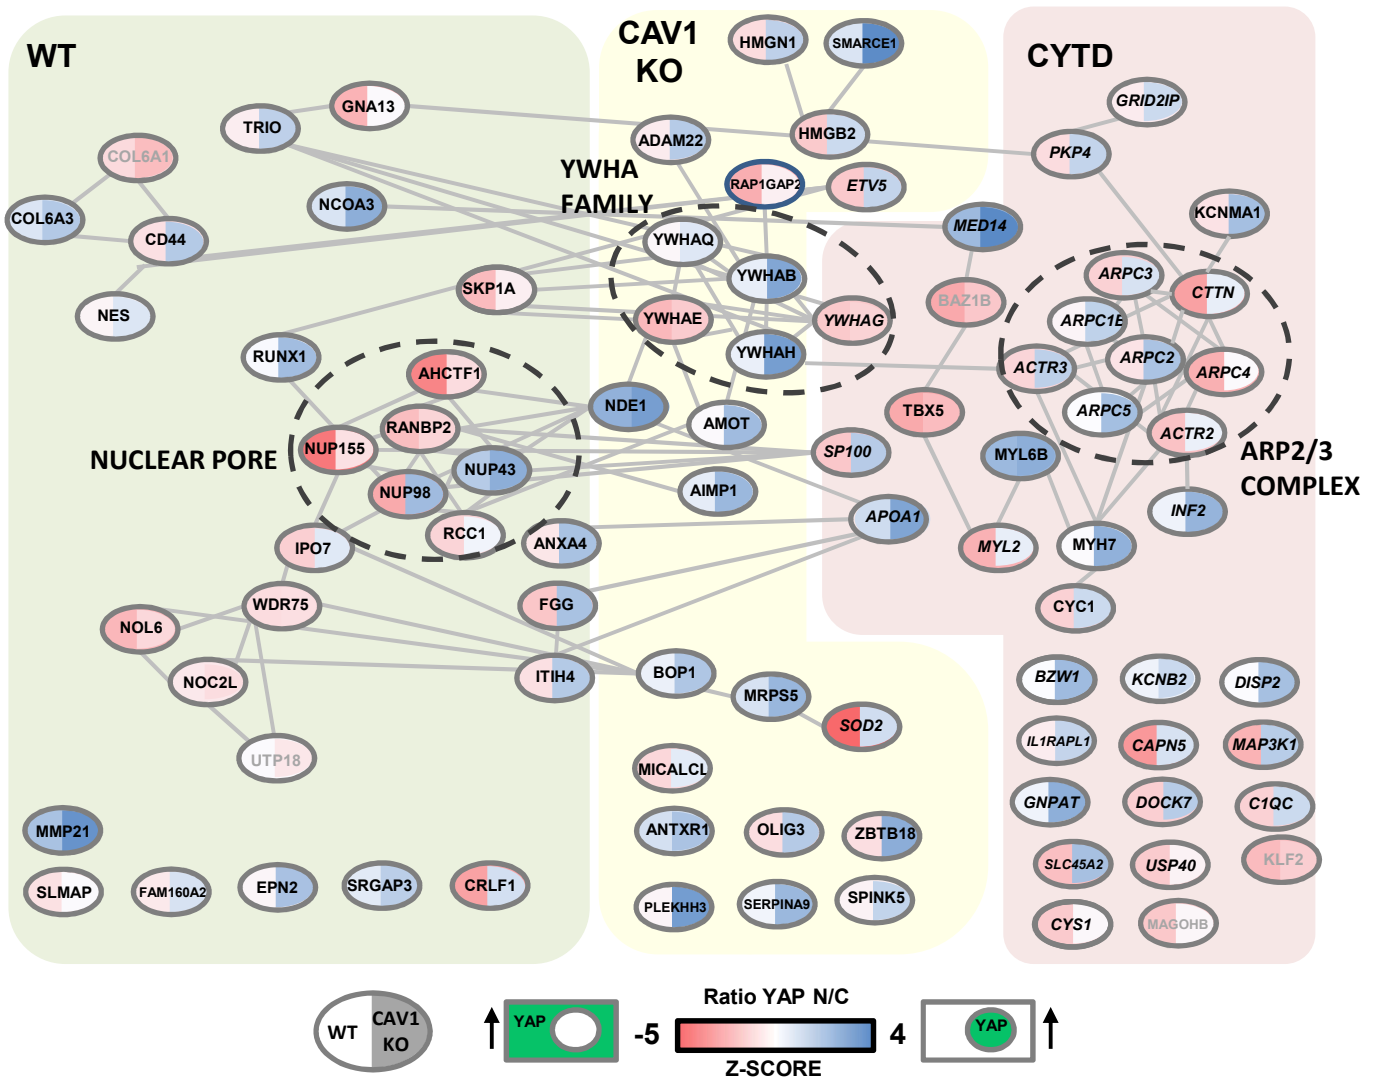 WT
CAV1
KO
CYTD
HMGN1
SMARCE1
GRID2IP
GNA13
TRIO
ADAM22
HMGB2
PKP4
COL6A1
YWHA
FAMILY
RAP1GAP2
ETV5
NCOA3
COL6A3
CD44
MED14
KCNMA1
YWHAQ
YWHAB
ARPC3
CTTN
SKP1A
BAZ1B
NES
YWHAE
YWHAG
ARPC1B
RUNX1
YWHAH
ARPC2
AHCTF1
ACTR3
ARPC4
NDE1
RANBP2
AMOT
TBX5
ARPC5
ACTR2
NUP155
NUCLEAR PORE
NUP43
SP100
MYL6B
ARP2/3
COMPLEX
NUP98
AIMP1
APOA1
INF2
RCC1
ANXA4
IPO7
MYL2
MYH7
WDR75
FGG
CYC1
NOL6
NOC2L
ITIH4
BOP1
MRPS5
BZW1
KCNB2
DISP2
SOD2
UTP18
MICALCL
IL1RAPL1
CAPN5
MAP3K1
MMP21
ANTXR1
OLIG3
ZBTB18
GNPAT
DOCK7
C1QC
SLC45A2
USP40
KLF2
SLMAP
FAM160A2
EPN2
SRGAP3
CRLF1
PLEKHH3
SERPINA9
SPINK5
CYS1
MAGOHB
WT
CAV1
KO
YAP
Ratio YAP N/C
-5
4
Z-SCORE
YAP